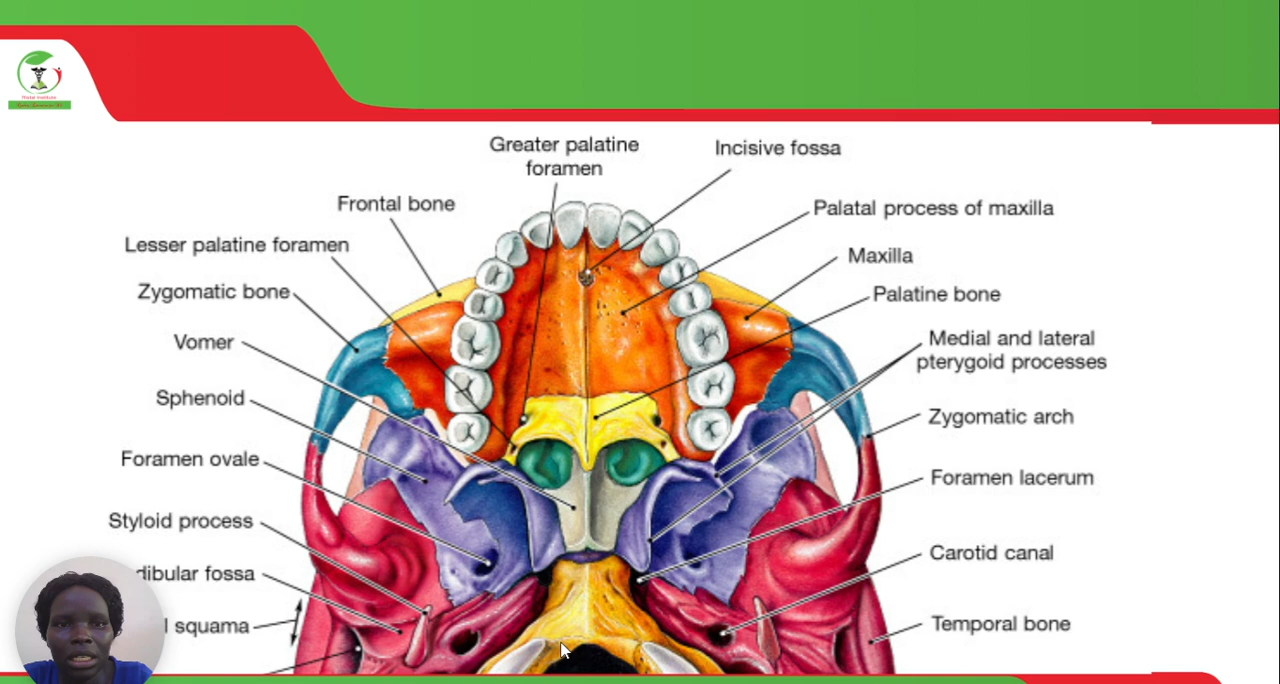 Greater palatine
foramen
Incisive fossa
Frontal bone
Palatal process of maxilla
Lesser palatine foramen
Maxilla
Zygomatic bone
Palatine bone
Vomer
Medial and lateral
pterygoid processes
Sphenoid
Zygomatic arch
Foramen ovale
Foramen lacerum
Styloid process
Carotid canal
dibular fossa
l squama
Temporal bone